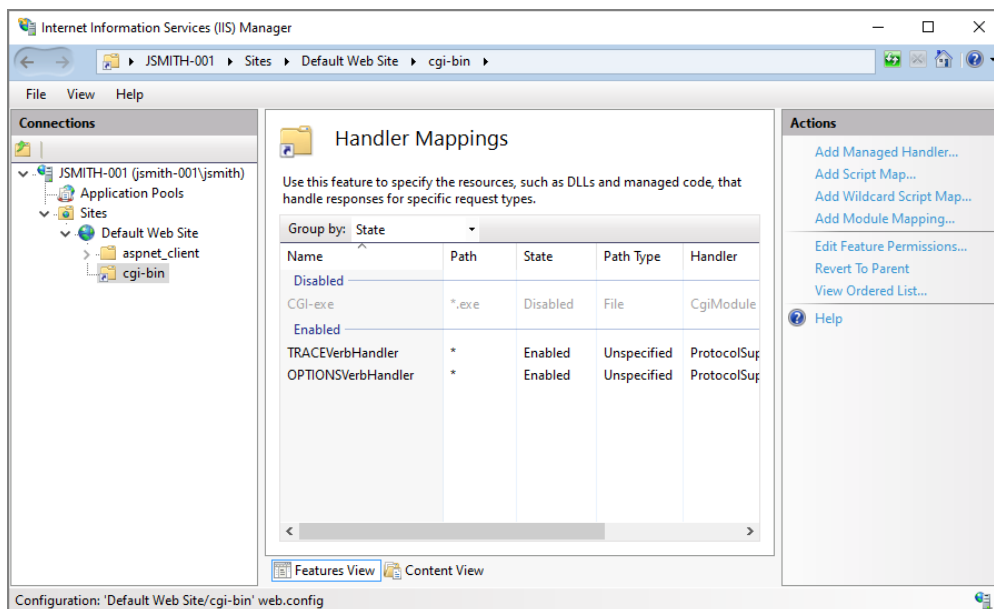 Internet Information Services (IIS) Manager
JSMITH-001 Sites Default Web Site cgi-bin
File View Help
Connections
JSMITH-001 (jsmith-001\jsmith)
Application Pools
Sites
Default Web Site
aspnet_client
cgi-bin
Handler Mappings
Use this feature to specify the resources, such as DLLs and managed code, that
handle responses for specific request types.
Group by: State
Name Path State Path Type Handler
Disabled
CGI-exe *.exe Disabled File CgiModule
Enabled
TRACEVerbHandler * Enabled Unspecified ProtocolSup
OPTIONSVerbHandler * Enabled Unspecified ProtocolSup
Features View Content View
Actions
Add Managed Handler...
Add Script Map...
Add Wildcard Script Map...
Add Module Mapping...
Edit Feature Permissions...
Revert To Parent
View Ordered List...
Help
Configuration: 'Default Web Site/cgi-bin' web.config